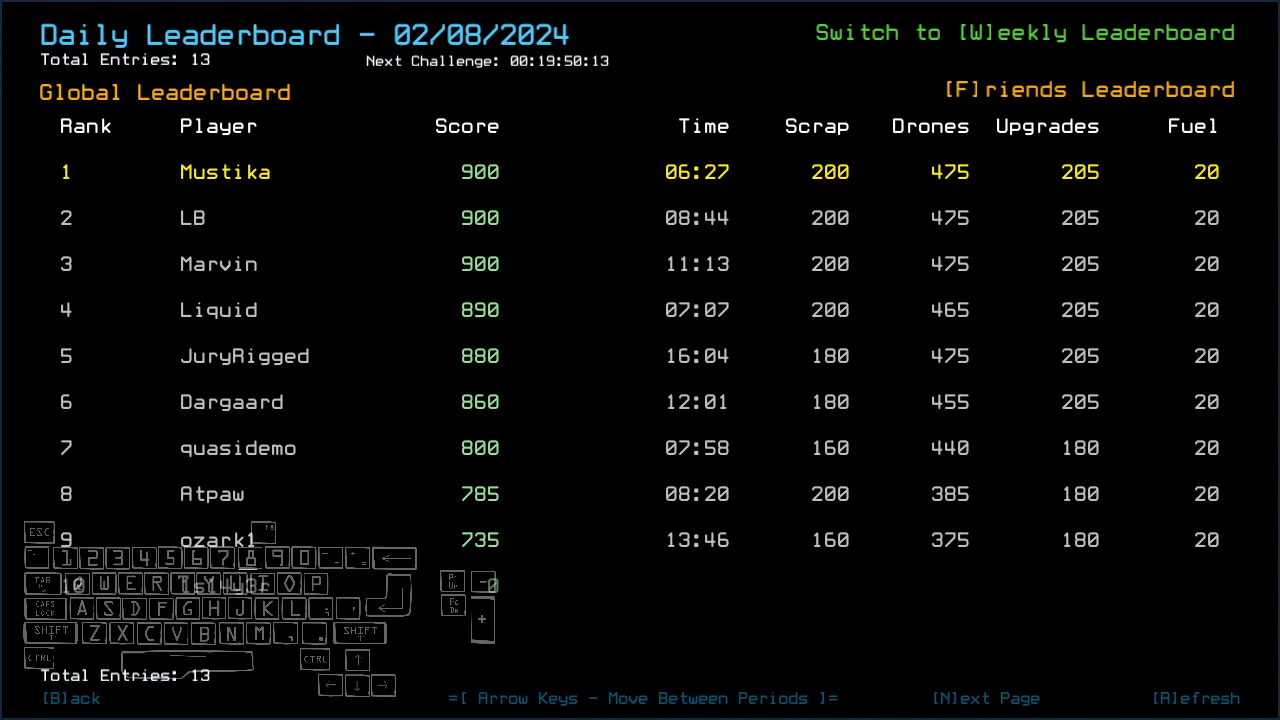 Daily Leaderboard - 02/08/2024
Switch to [W]eekly Leaderboard
Total Entries: 13 Next Challenge: 00:19:50:13
Global Leaderboard [F]riends Leaderboard
Rank Player Score Time Scrap Drones Upgrades Fuel
1 Mustika 900 06:27 200 475 205 20
2 LB 900 08:44 200 475 205 20
3 Marvin 900 11:13 200 475 205 20
4 Liquid 890 07:07 200 465 205 20
5 JuryRigged 880 16:04 180 475 205 20
6 Dargaard 860 12:01 180 455 205 20
7 quasidemo 800 07:58 160 440 180 20
8 Atpaw 785 08:20 200 385 180 20
9 ozark1 735 13:46 160 375 180 20
10 0
ESC
1 2 3 4 5 6 7 8 9 0 - =
TAB W E R T Y U I O P
CAPS LOCK A S D F G H J K L ; '
SHIFT Z X C V B N M , . SHIFT
CTRL CTRL ↑
← ↓ →
- +
Total Entries: 13
[B]ack =[ Arrow Keys - Move Between Periods ]= [N]ext Page [R]efresh